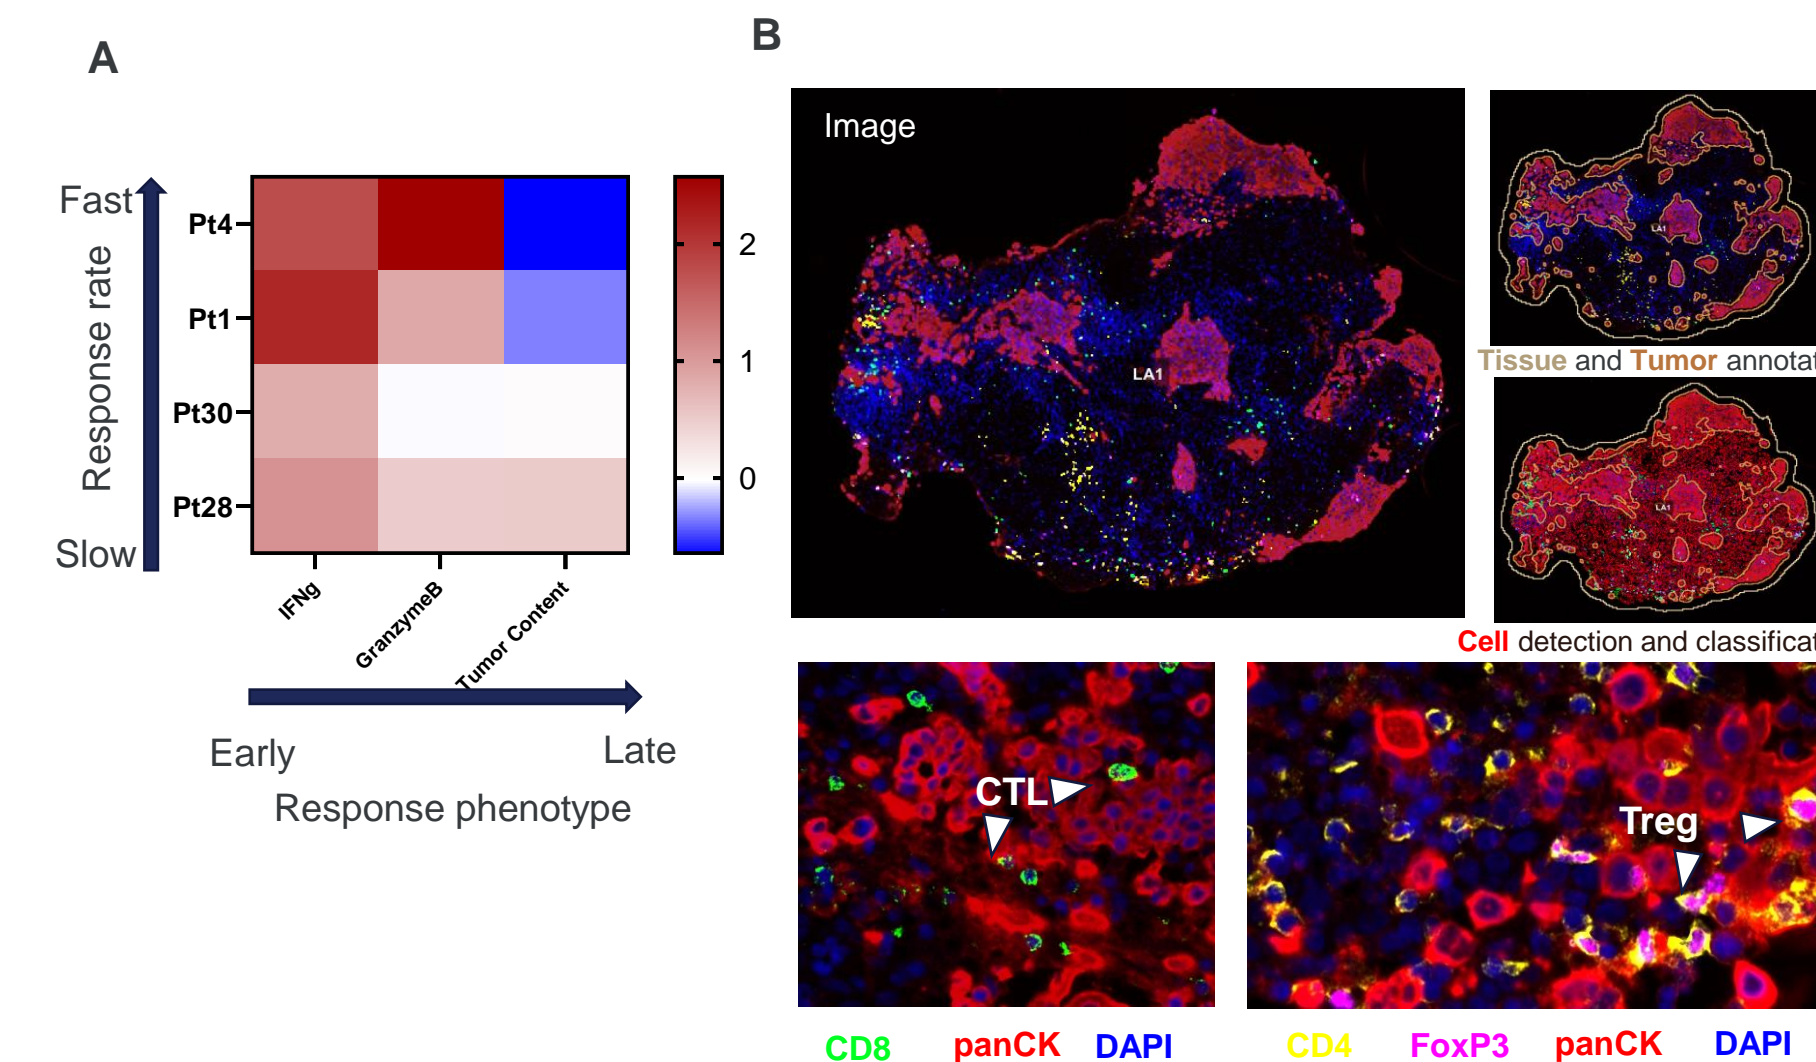 A
Fast
Response rate
Slow
Pt4
Pt1
Pt30
Pt28
2
1
0
IFNg
GranzymeB
Tumor Content
Early
Late
Response phenotype
B
Image
LA1
LA1
Tissue and Tumor annotat
LA1
Cell detection and classificat
CTL
Treg
CD8 panCK DAPI
CD4 FoxP3 panCK DAPI